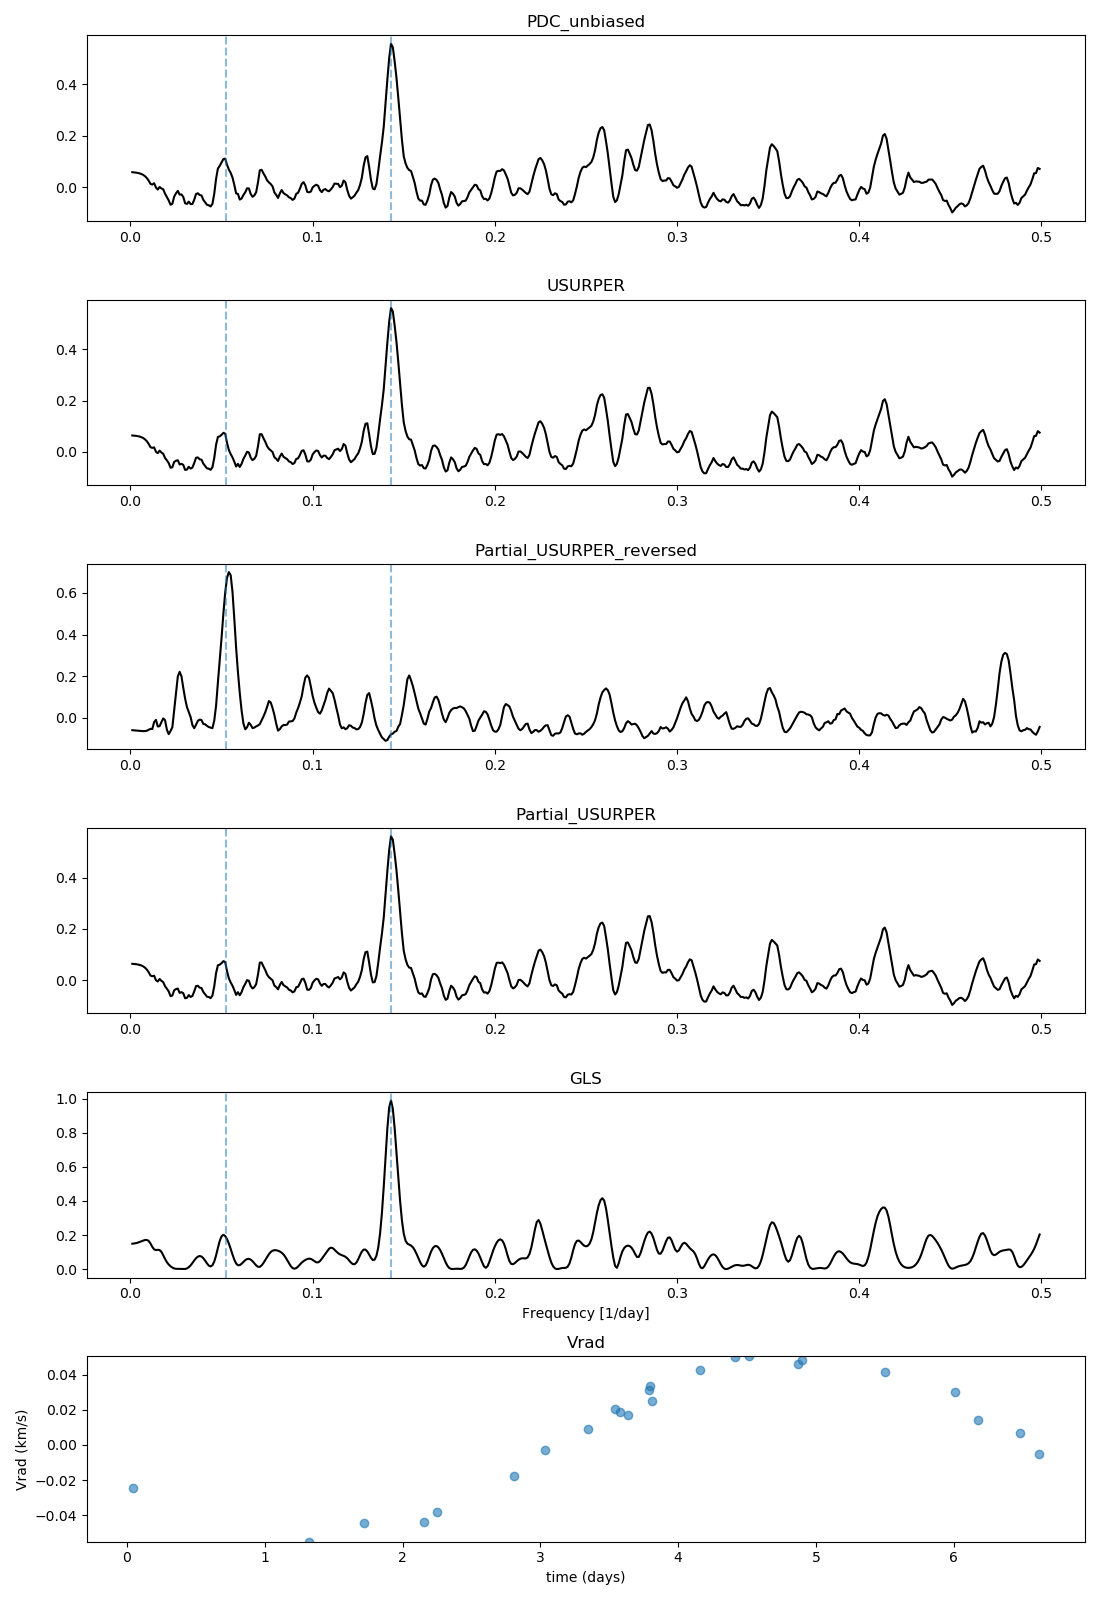 PDC_unbiased
0.4
0.2
0.0
0.0 0.1 0.2 0.3 0.4 0.5
USURPER
0.4
0.2
0.0
0.0 0.1 0.2 0.3 0.4 0.5
Partial_USURPER_reversed
0.6
0.4
0.2
0.0
0.0 0.1 0.2 0.3 0.4 0.5
Partial_USURPER
0.4
0.2
0.0
0.0 0.1 0.2 0.3 0.4 0.5
GLS
1.0
0.8
0.6
0.4
0.2
0.0
0.0 0.1 0.2 0.3 0.4 0.5
Frequency [1/day]
Vrad
Vrad (km/s)
0.04
0.02
0.00
−0.02
−0.04
0 1 2 3 4 5 6
time (days)